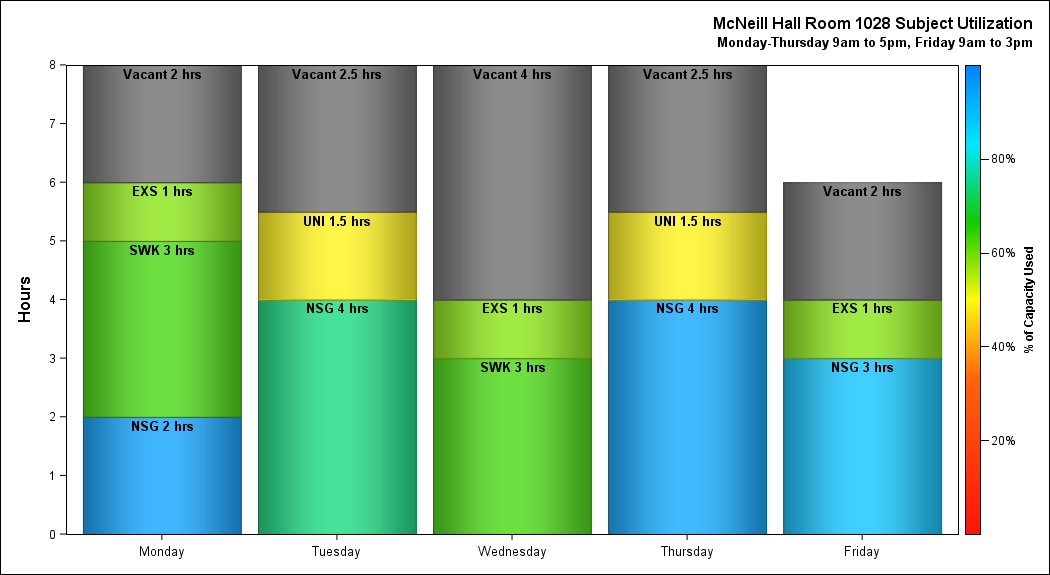 McNeill Hall Room 1028 Subject Utilization
Monday-Thursday 9am to 5pm, Friday 9am to 3pm
Hours
8
7
6
5
4
3
2
1
0
Vacant 2 hrs
EXS 1 hrs
SWK 3 hrs
NSG 2 hrs
Monday
Vacant 2.5 hrs
UNI 1.5 hrs
NSG 4 hrs
Tuesday
Vacant 4 hrs
EXS 1 hrs
SWK 3 hrs
Wednesday
Vacant 2.5 hrs
UNI 1.5 hrs
NSG 4 hrs
Thursday
Vacant 2 hrs
EXS 1 hrs
NSG 3 hrs
Friday
80%
60%
40%
20%
% of Capacity Used